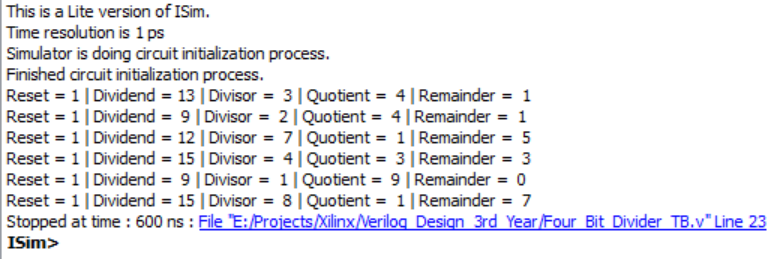 This is a Lite version of ISim.
Time resolution is 1 ps
Simulator is doing circuit initialization process.
Finished circuit initialization process.
Reset = 1 | Dividend = 13 | Divisor =  3 | Quotient =  4 | Remainder =  1
Reset = 1 | Dividend =  9 | Divisor =  2 | Quotient =  4 | Remainder =  1
Reset = 1 | Dividend = 12 | Divisor =  7 | Quotient =  1 | Remainder =  5
Reset = 1 | Dividend = 15 | Divisor =  4 | Quotient =  3 | Remainder =  3
Reset = 1 | Dividend =  9 | Divisor =  1 | Quotient =  9 | Remainder =  0
Reset = 1 | Dividend = 15 | Divisor =  8 | Quotient =  1 | Remainder =  7
Stopped at time : 600 ns : File "E:/Projects/Xilinx/Verilog_Design_3rd_Year/Four_Bit_Divider_TB.v" Line 23
ISim>